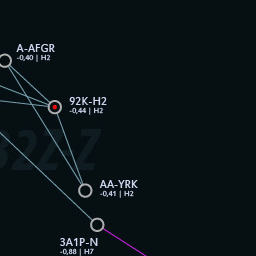 A-AFGR
-0,40 | H2
92K-H2
-0,44 | H2
AA-YRK
-0,41 | H2
3A1P-N
-0,88 | H7